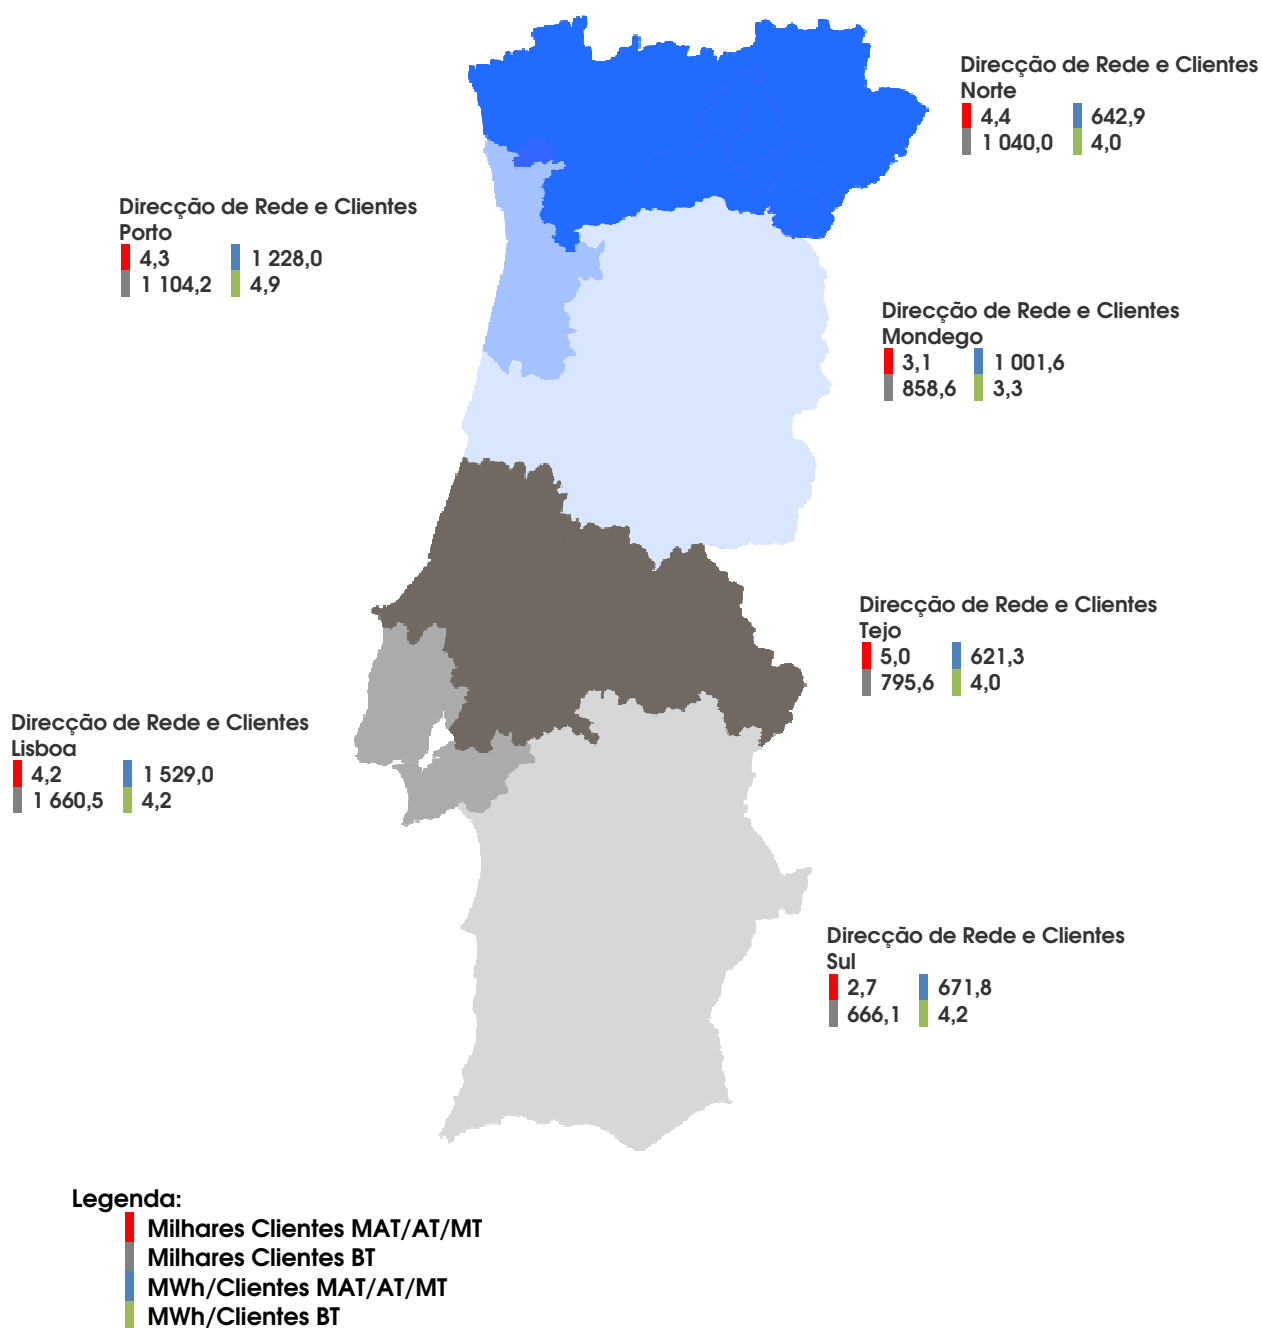 Direcção de Rede e Clientes
Norte
4,4 642,9
1 040,0 4,0
Direcção de Rede e Clientes
Porto
4,3 1 228,0
1 104,2 4,9
Direcção de Rede e Clientes
Mondego
3,1 1 001,6
858,6 3,3
Direcção de Rede e Clientes
Tejo
5,0 621,3
795,6 4,0
Direcção de Rede e Clientes
Lisboa
4,2 1 529,0
1 660,5 4,2
Direcção de Rede e Clientes
Sul
2,7 671,8
666,1 4,2
Legenda:
Milhares Clientes MAT/AT/MT
Milhares Clientes BT
MWh/Clientes MAT/AT/MT
MWh/Clientes BT